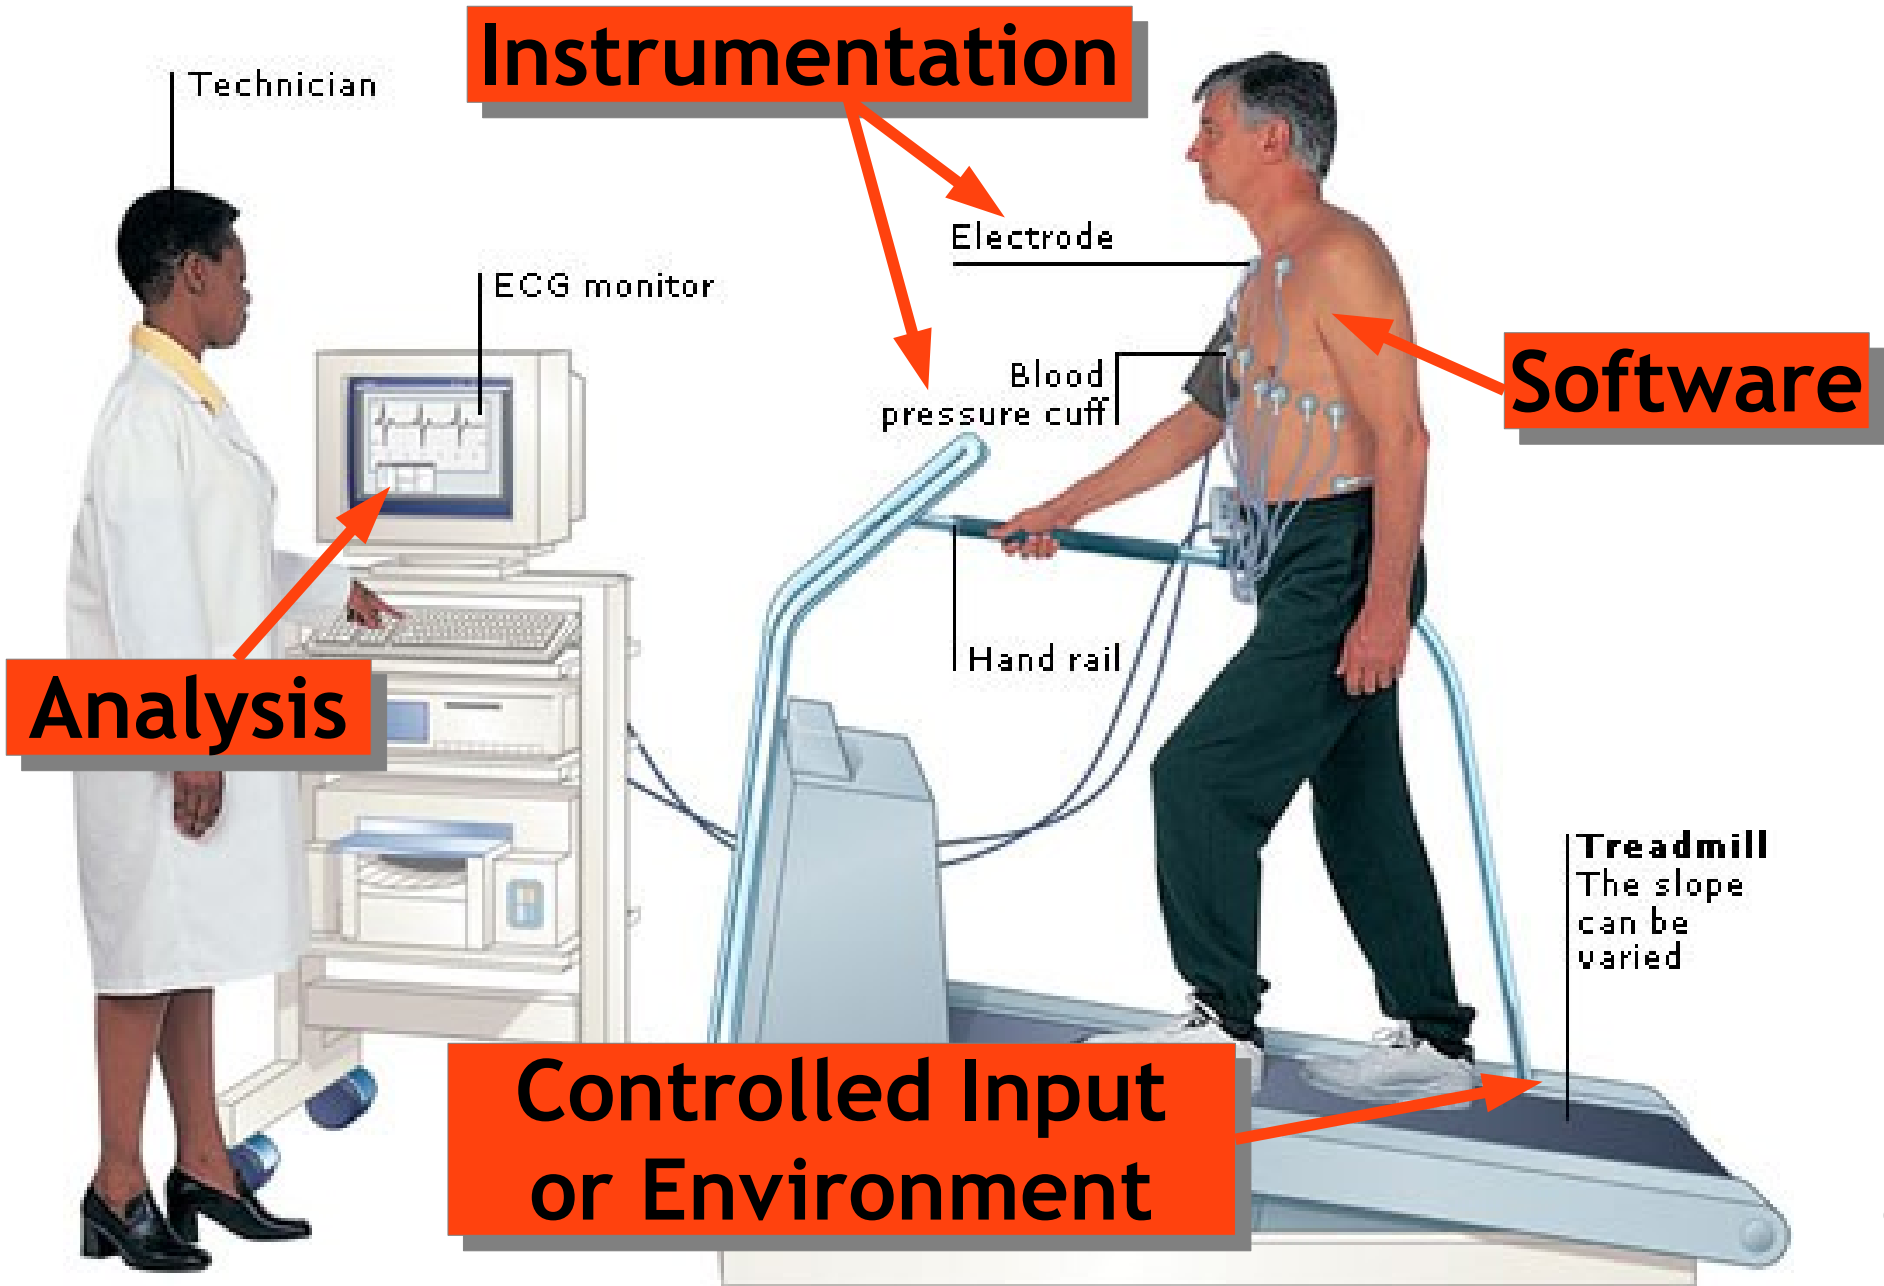 Instrumentation
Technician
Electrode
ECG monitor
Blood
pressure cuff
Software
Hand rail
Analysis
Treadmill
The slope
can be
varied
Controlled Input
or Environment